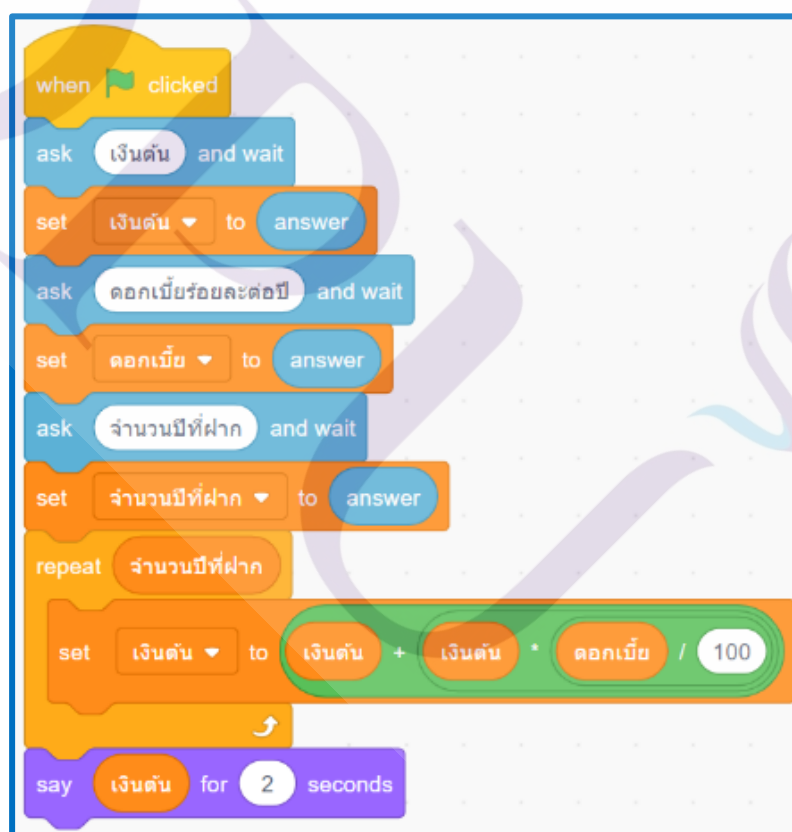 when clicked
ask เงินต้น and wait
set เงินต้น to answer
ask ดอกเบี้ยร้อยละต่อปี and wait
set ดอกเบี้ย to answer
ask จำนวนปีที่ฝาก and wait
set จำนวนปีที่ฝาก to answer
repeat จำนวนปีที่ฝาก
set เงินต้น to เงินต้น + เงินต้น * ดอกเบี้ย / 100
say เงินต้น for 2 seconds